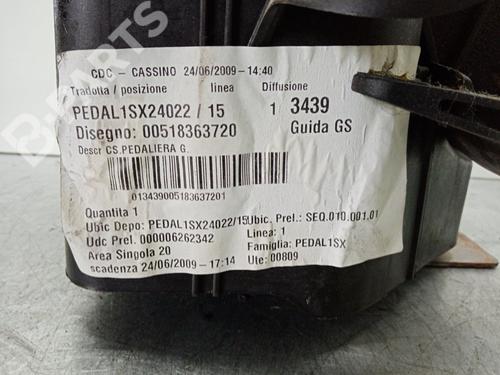 CDC - CASSINO 24/06/2009 - 14:40
Tradotta / posizione linea Diffusione
PEDAL1SX24022 / 15 1 3439
Disegno: 00518363720 Guida GS
Descr CS.PEDALIERA G.
013439005183637201
Quantita 1
Ubic Depo: PEDAL1SX24022/15 Ubic. Prel.: SEQ.010.001.01
Udc Prel. 000006262342 Linea: 1
Area Singola 20 Famiglia: PEDAL1SX
scadenza 24/06/2009 - 17:14 Ute: 00809
B-PARTS